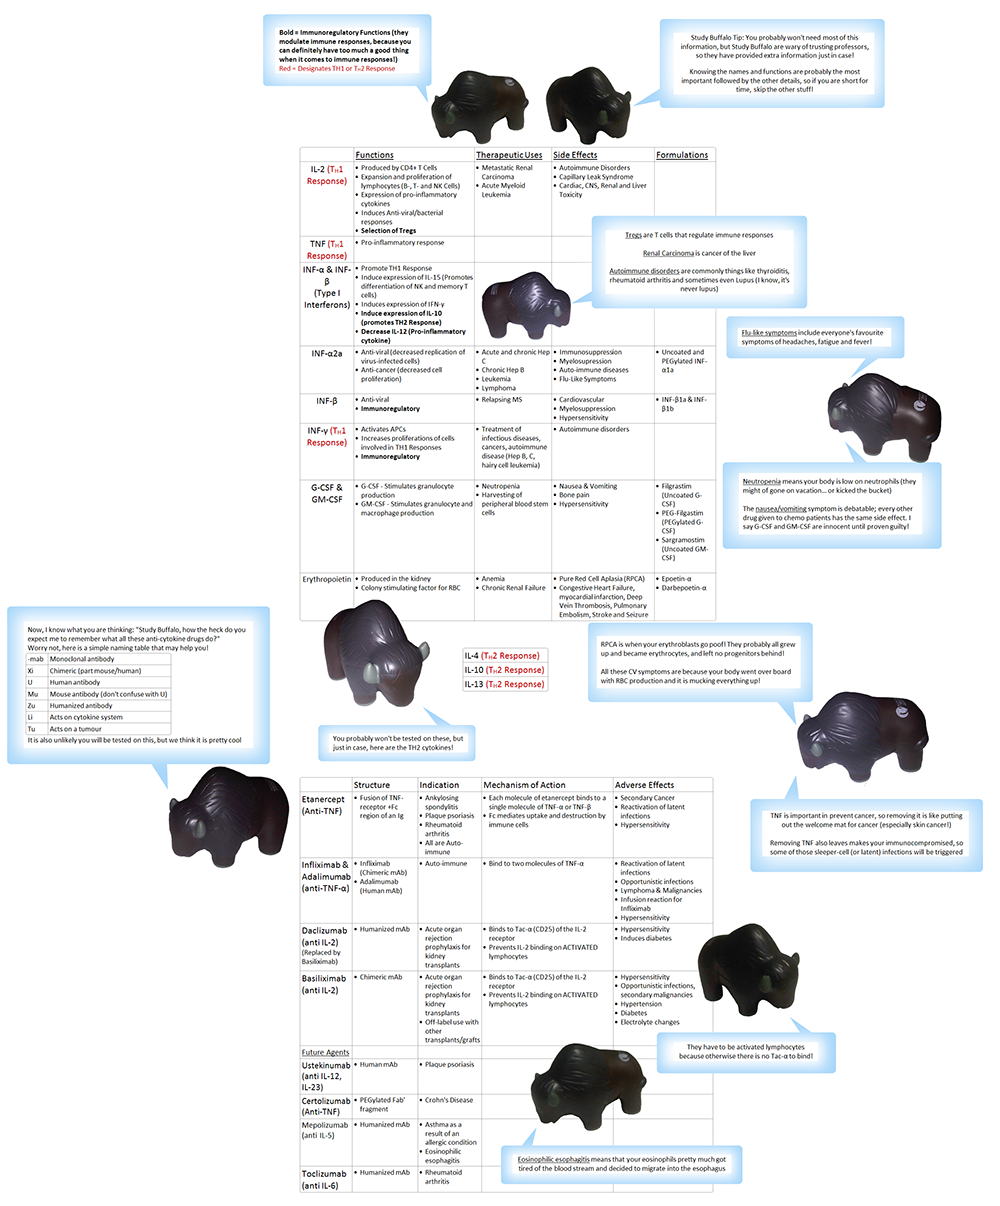 Bold = Immunoregulatory Functions (they
modulate immune responses, because you
can definitely have too much a good thing
when it comes to immune responses!)
Red = Designates TH1 or TH2 Response
Study Buffalo Tip: You probably won't need most of this
information, but Study Buffalo are wary of trusting professors,
so they have provided extra information just in case!
Knowing the names and functions are probably the most
important followed by the other details, so if you are short for
time, skip the other stuff!
Functions Therapeutic Uses Side Effects Formulations
IL-2 (TH1
Response)
• Produced by CD4+ T Cells
• Expansion and proliferation of
lymphocytes (B-, T- and NK Cells)
• Expression of pro-inflammatory
cytokines
• Induces Anti-viral/bacterial
responses
• Selection of Tregs
• Metastatic Renal
Carcinoma
• Acute Myeloid
Leukemia
• Autoimmune Disorders
• Capillary Leak Syndrome
• Cardiac, CNS, Renal and Liver
Toxicity
Tregs are T cells that regulate immune responses
Renal Carcinoma is cancer of the liver
Autoimmune disorders are commonly things like thyroiditis,
rheumatoid arthritis and sometimes even Lupus (I know, it's
never lupus)
TNF (TH1
Response)
• Pro-inflammatory response
INF-α & INF-
β
(Type I
Interferons)
• Promote TH1 Response
• Induce expression of IL-15 (Promotes
differentiation of NK and memory T
cells)
• Induces expression of IFN-γ
• Induce expression of IL-10
(promotes TH2 Response)
• Decrease IL-12 (Pro-inflammatory
cytokine)
Flu-like symptoms include everyone's favourite
symptoms of headaches, fatigue and fever!
INF-α2a
• Anti-viral (decreased replication of
virus-infected cells)
• Anti-cancer (decreased cell
proliferation)
• Acute and chronic Hep
C
• Chronic Hep B
• Leukemia
• Lymphoma
• Immunosuppression
• Myelosupression
• Auto-immune diseases
• Flu-Like Symptoms
• Uncoated and
PEGylated INF-
α1a
INF-β
• Anti-viral
• Immunoregulatory
• Relapsing MS
• Cardiovascular
• Myelosuppression
• Hypersensitivity
• INF-β1a & INF-
β1b
INF-γ (TH1
Response)
• Activates APCs
• Increases proliferations of cells
involved in TH1 Responses
• Immunoregulatory
• Treatment of
infectious diseases,
cancers, autoimmune
disease (Hep B, C,
hairy cell leukemia)
• Autoimmune disorders
Neutropenia means your body is low on neutrophils (they
might of gone on vacation... or kicked the bucket)
The nausea/vomiting symptom is debatable; every other
drug given to chemo patients has the same side effect. I
say G-CSF and GM-CSF are innocent until proven guilty!
G-CSF &
GM-CSF
• G-CSF - Stimulates granulocyte
production
• GM-CSF - Stimulates granulocyte and
macrophage production
• Neutropenia
• Harvesting of
peripheral blood stem
cells
• Nausea & Vomiting
• Bone pain
• Hypersensitivity
• Filgrastim
(Uncoated G-
CSF)
• PEG-Filgastim
(PEGylated G-
CSF)
• Sargramostim
(Uncoated GM-
CSF)
Erythropoietin
• Produced in the kidney
• Colony stimulating factor for RBC
• Anemia
• Chronic Renal Failure
• Pure Red Cell Aplasia (RPCA)
• Congestive Heart Failure,
myocardial infarction, Deep
Vein Thrombosis, Pulmonary
Embolism, Stroke and Seizure
• Epoetin-α
• Darbepoetin-α
Now, I know what you are thinking: "Study Buffalo, how the heck do you
expect me to remember what all these anti-cytokine drugs do?"
Worry not, here is a simple naming table that may help you!
-mab Monoclonal antibody
Xi Chimeric (part mouse/human)
U Human antibody
Mu Mouse antibody (don't confuse with U)
Zu Humanized antibody
Li Acts on cytokine system
Tu Acts on a tumour
It is also unlikely you will be tested on this, but we think it is pretty cool
IL-4 (TH2 Response)
IL-10 (TH2 Response)
IL-13 (TH2 Response)
RPCA is when your erythroblasts go poof! They probably all grew
up and became erythrocytes, and left no progenitors behind!
All these CV symptoms are because your body went over board
with RBC production and it is mucking everything up!
You probably won't be tested on these, but
just in case, here are the TH2 cytokines!
Structure Indication Mechanism of Action Adverse Effects
Etanercept
(Anti-TNF)
• Fusion of TNF-
receptor +Fc
region of an Ig
• Ankylosing
spondylitis
• Plaque psoriasis
• Rheumatoid
arthritis
• All are Auto-
immune
• Each molecule of etanercept binds to a
single molecule of TNF-α or TNF-β
• Fc mediates uptake and destruction by
immune cells
• Secondary Cancer
• Reactivation of latent
infections
• Hypersensitivity
TNF is important in prevent cancer, so removing it is like putting
out the welcome mat for cancer (especially skin cancer!)
Removing TNF also leaves make your immunocompromised, so
some of those sleeper-cell (or latent) infections will be triggered
Infliximab &
Adalimumab
(anti-TNF-α)
• Infliximab
(Chimeric mAb)
• Adalimumab
(Human mAb)
• Auto-immune
• Bind to two molecules of TNF-α
• Reactivation of latent
infections
• Opportunistic infections
• Lymphoma & Malignancies
• Infusion reaction for
Infliximab
• Hypersensitivity
Daclizumab
(anti IL-2)
(Replaced by
Basiliximab)
• Humanized mAb
• Acute organ
rejection
prophylaxis for
kidney
transplants
• Binds to Tac-α (CD25) of the IL-2
receptor
• Prevents IL-2 binding on ACTIVATED
lymphocytes
• Hypersensitivity
• Induces diabetes
Basiliximab
(anti IL-2)
• Chimeric mAb
• Acute organ
rejection
prophylaxis for
kidney
transplants
• Off-label use with
other
transplants/grafts
• Binds to Tac-α (CD25) of the IL-2
receptor
• Prevents IL-2 binding on ACTIVATED
lymphocytes
• Hypersensitivity
• Opportunistic infections,
secondary malignancies
• Hypertension
• Diabetes
• Electrolyte changes
They have to be activated lymphocytes
because otherwise there is no Tac-α to bind!
Future Agents
Ustekinumab
(anti IL-12,
IL-23)
• Human mAb
• Plaque psoriasis
Certolizumab
(Anti-TNF)
• PEGylated Fab'
fragment
• Crohn's Disease
Mepolizumab
(anti IL-5)
• Humanized mAb
• Asthma as a
result of an
allergic condition
• Eosinophilic
esophagitis
Eosinophilic esophagitis means that your eosinophils pretty much got
tired of the blood stream and decided to migrate into the esophagus
Toclizumab
(anti IL-6)
• Humanized mAb
• Rheumatoid
arthritis